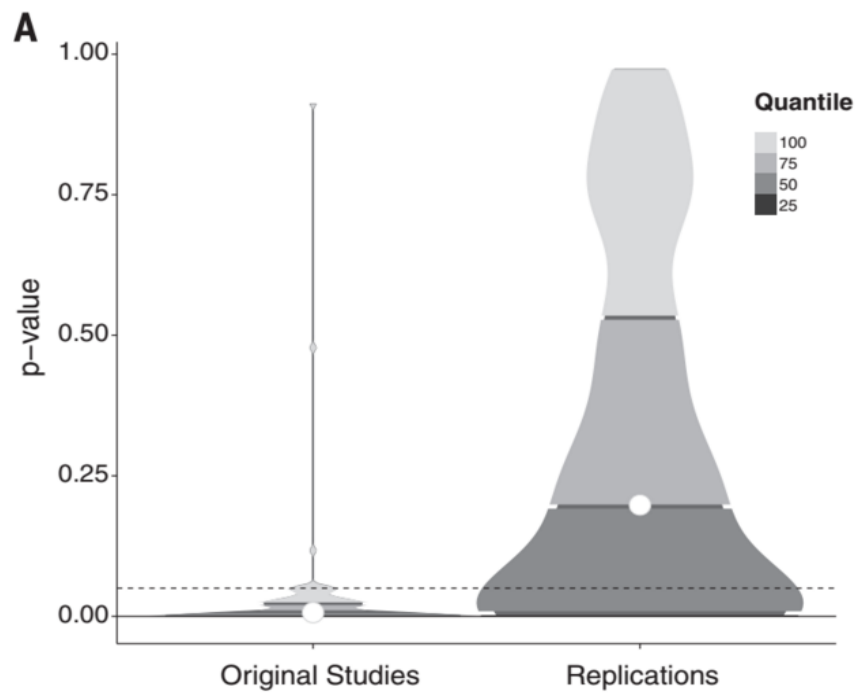 A
1.00
0.75
0.50
0.25
0.00
p−value
Original Studies
Replications
Quantile
100
75
50
25